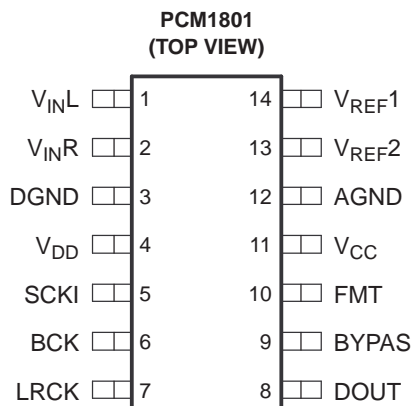 PCM1801
(TOP VIEW)
VINL 1 14 VREF1
VINR 2 13 VREF2
DGND 3 12 AGND
VDD 4 11 VCC
SCKI 5 10 FMT
BCK 6 9 BYPAS
LRCK 7 8 DOUT